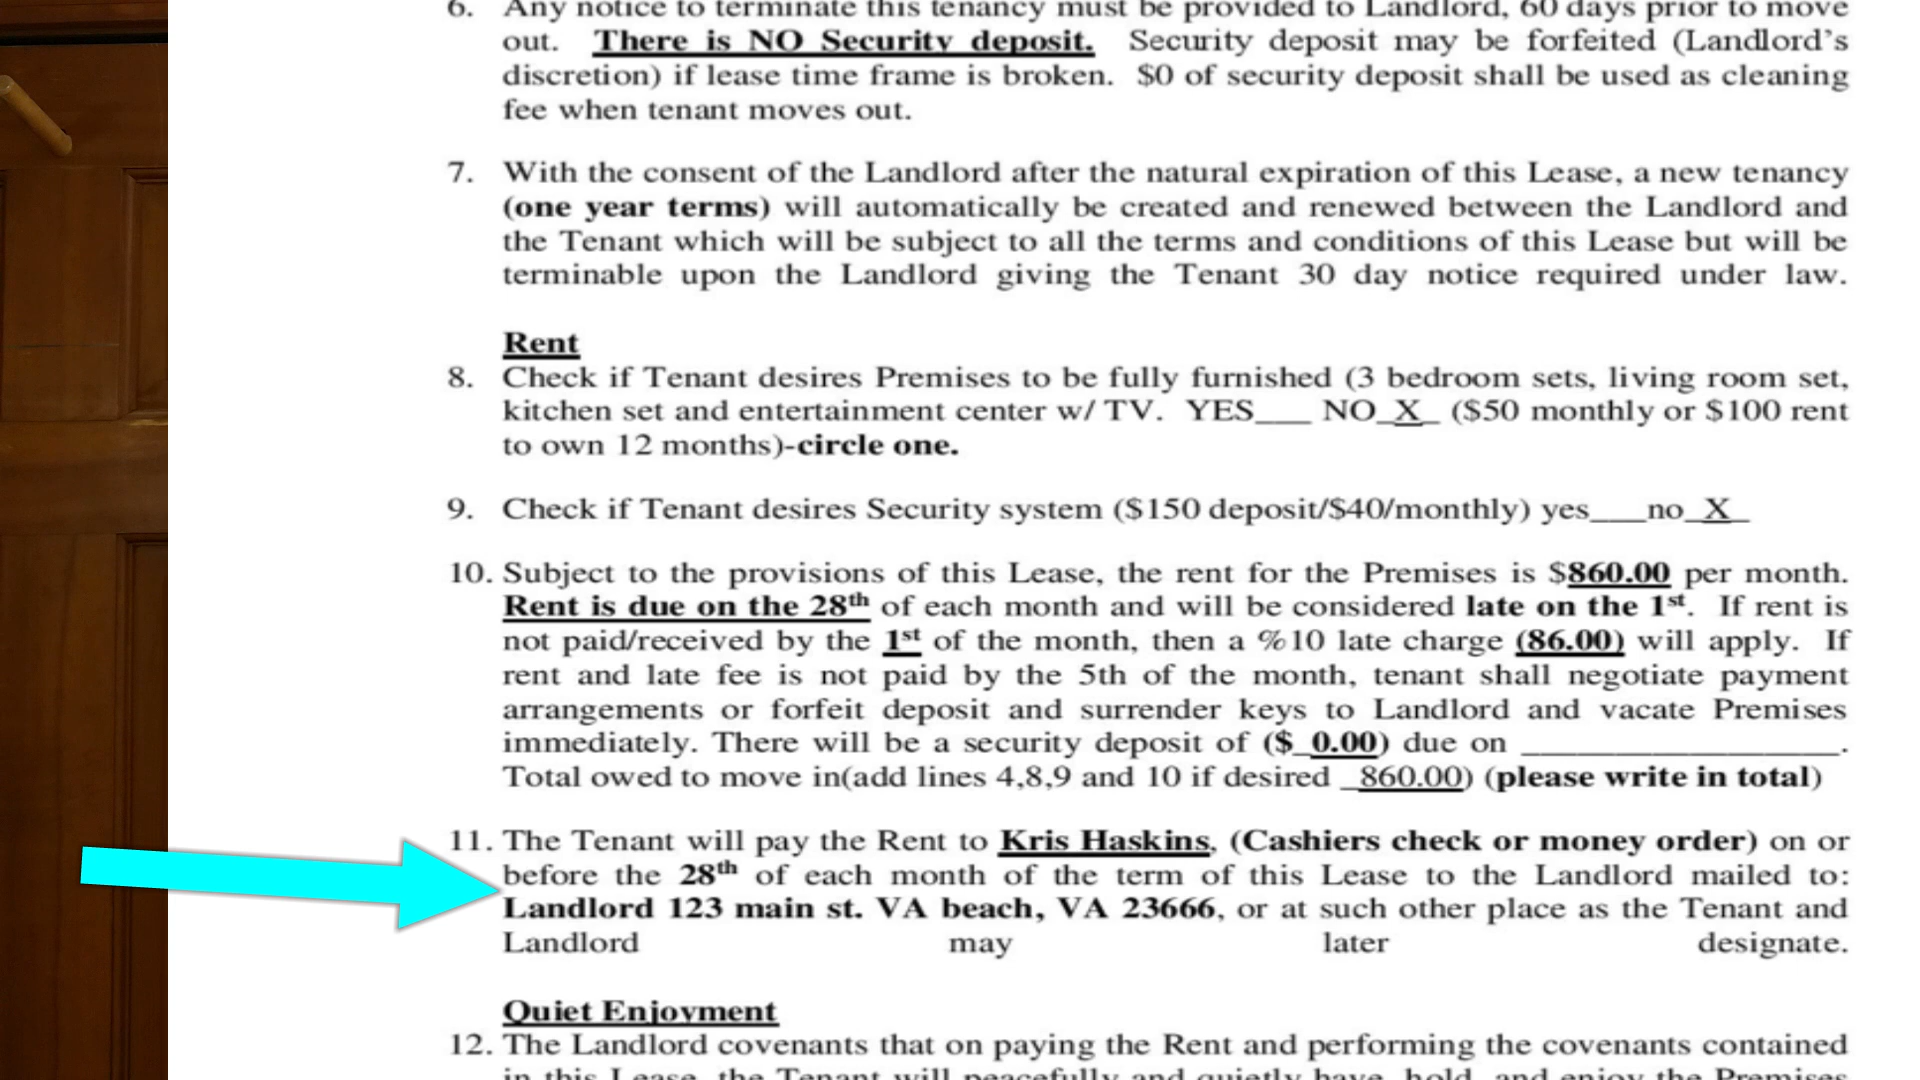 6. Any notice to terminate this tenancy must be provided to Landlord, 60 days prior to move
out. There is NO Security deposit. Security deposit may be forfeited (Landlord's
discretion) if lease time frame is broken. $0 of security deposit shall be used as cleaning
fee when tenant moves out.
7. With the consent of the Landlord after the natural expiration of this Lease, a new tenancy
(one year terms) will automatically be created and renewed between the Landlord and
the Tenant which will be subject to all the terms and conditions of this Lease but will be
terminable upon the Landlord giving the Tenant 30 day notice required under law.
Rent
8. Check if Tenant desires Premises to be fully furnished (3 bedroom sets, living room set,
kitchen set and entertainment center w/ TV. YES___ NO_X_ ($50 monthly or $100 rent
to own 12 months)-circle one.
9. Check if Tenant desires Security system ($150 deposit/$40/monthly) yes___no_X_
10. Subject to the provisions of this Lease, the rent for the Premises is $860.00 per month.
Rent is due on the 28th of each month and will be considered late on the 1st. If rent is
not paid/received by the 1st of the month, then a %10 late charge (86.00) will apply. If
rent and late fee is not paid by the 5th of the month, tenant shall negotiate payment
arrangements or forfeit deposit and surrender keys to Landlord and vacate Premises
immediately. There will be a security deposit of ($_0.00) due on _________________.
Total owed to move in(add lines 4,8,9 and 10 if desired _860.00) (please write in total)
11. The Tenant will pay the Rent to Kris Haskins, (Cashiers check or money order) on or
before the 28th of each month of the term of this Lease to the Landlord mailed to:
Landlord 123 main st. VA beach, VA 23666, or at such other place as the Tenant and
Landlord may later designate.
Quiet Enjoyment
12. The Landlord covenants that on paying the Rent and performing the covenants contained
in this Lease, the Tenant will peacefully and quietly have, hold, and enjoy the Premises